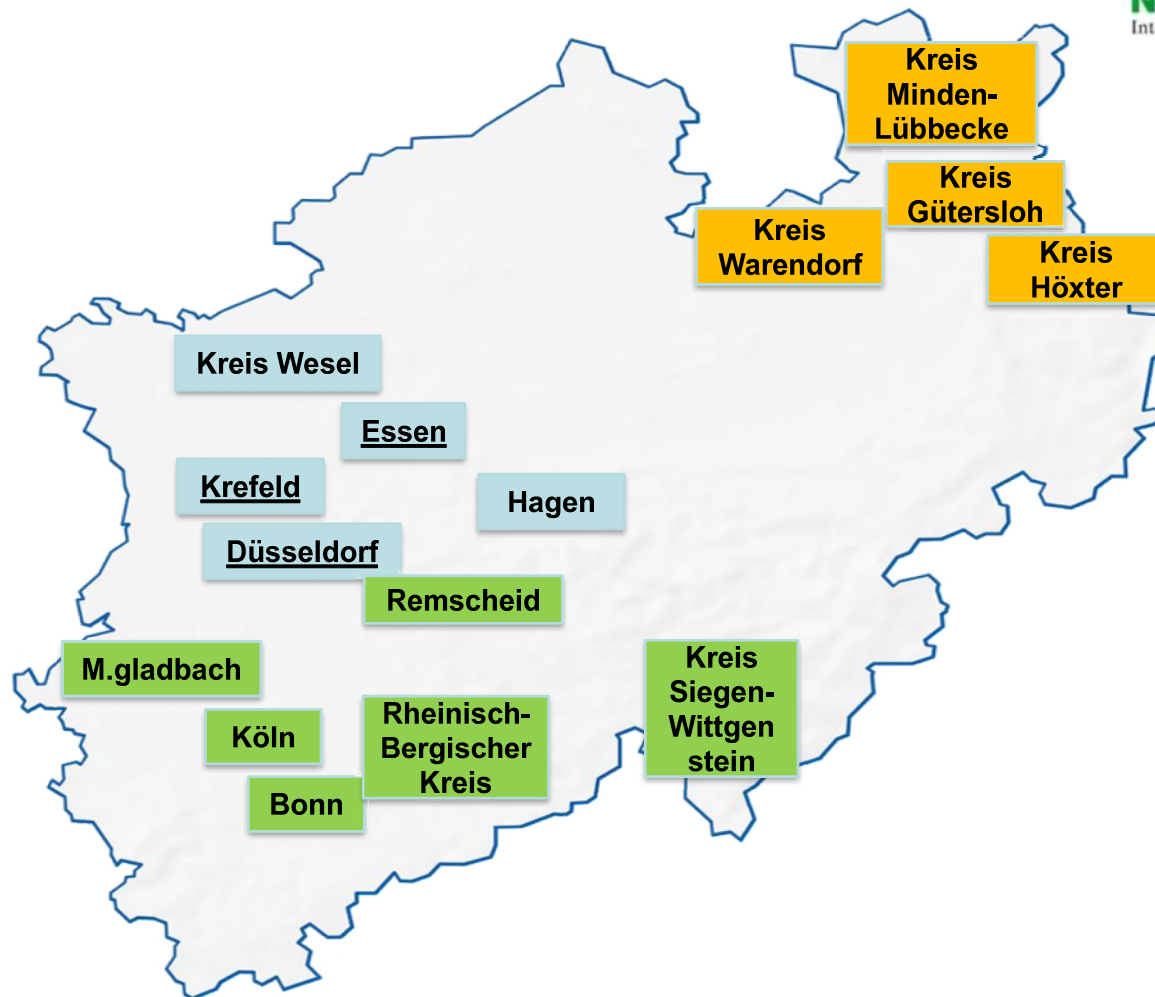 Kreis
Minden-
Lübbecke
Kreis
Gütersloh
Kreis
Warendorf
Kreis
Höxter
Kreis Wesel
Essen
Krefeld
Hagen
Düsseldorf
Remscheid
M.gladbach
Kreis
Siegen-
Wittgen
stein
Rheinisch-
Bergischer
Kreis
Köln
Bonn